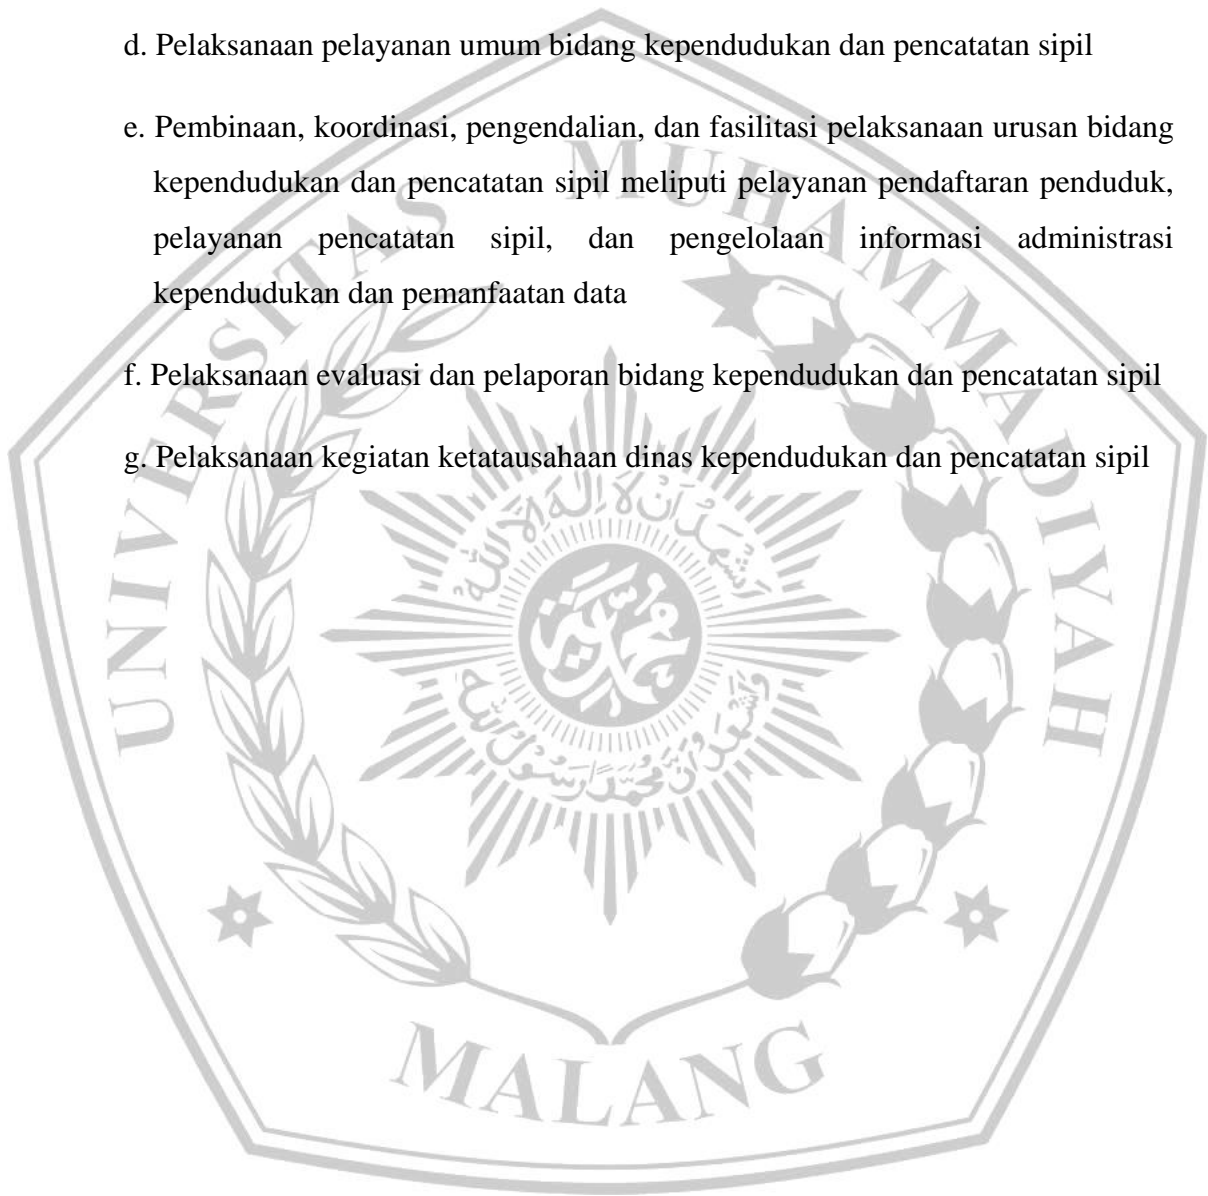 d. Pelaksanaan pelayanan umum bidang kependudukan dan pencatatan sipil
e. Pembinaan, koordinasi, pengendalian, dan fasilitasi pelaksanaan urusan bidang
kependudukan dan pencatatan sipil meliputi pelayanan pendaftaran penduduk,
pelayanan pencatatan sipil, dan pengelolaan informasi administrasi
kependudukan dan pemanfaatan data
f. Pelaksanaan evaluasi dan pelaporan bidang kependudukan dan pencatatan sipil
g. Pelaksanaan kegiatan ketatausahaan dinas kependudukan dan pencatatan sipil
UNIVERSITAS MUHAMMADIYAH
MALANG